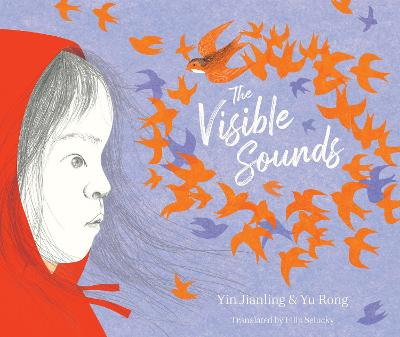 The
Visible
Sounds
Yin Jianling & Yu Rong
Translated by Filip Selucky